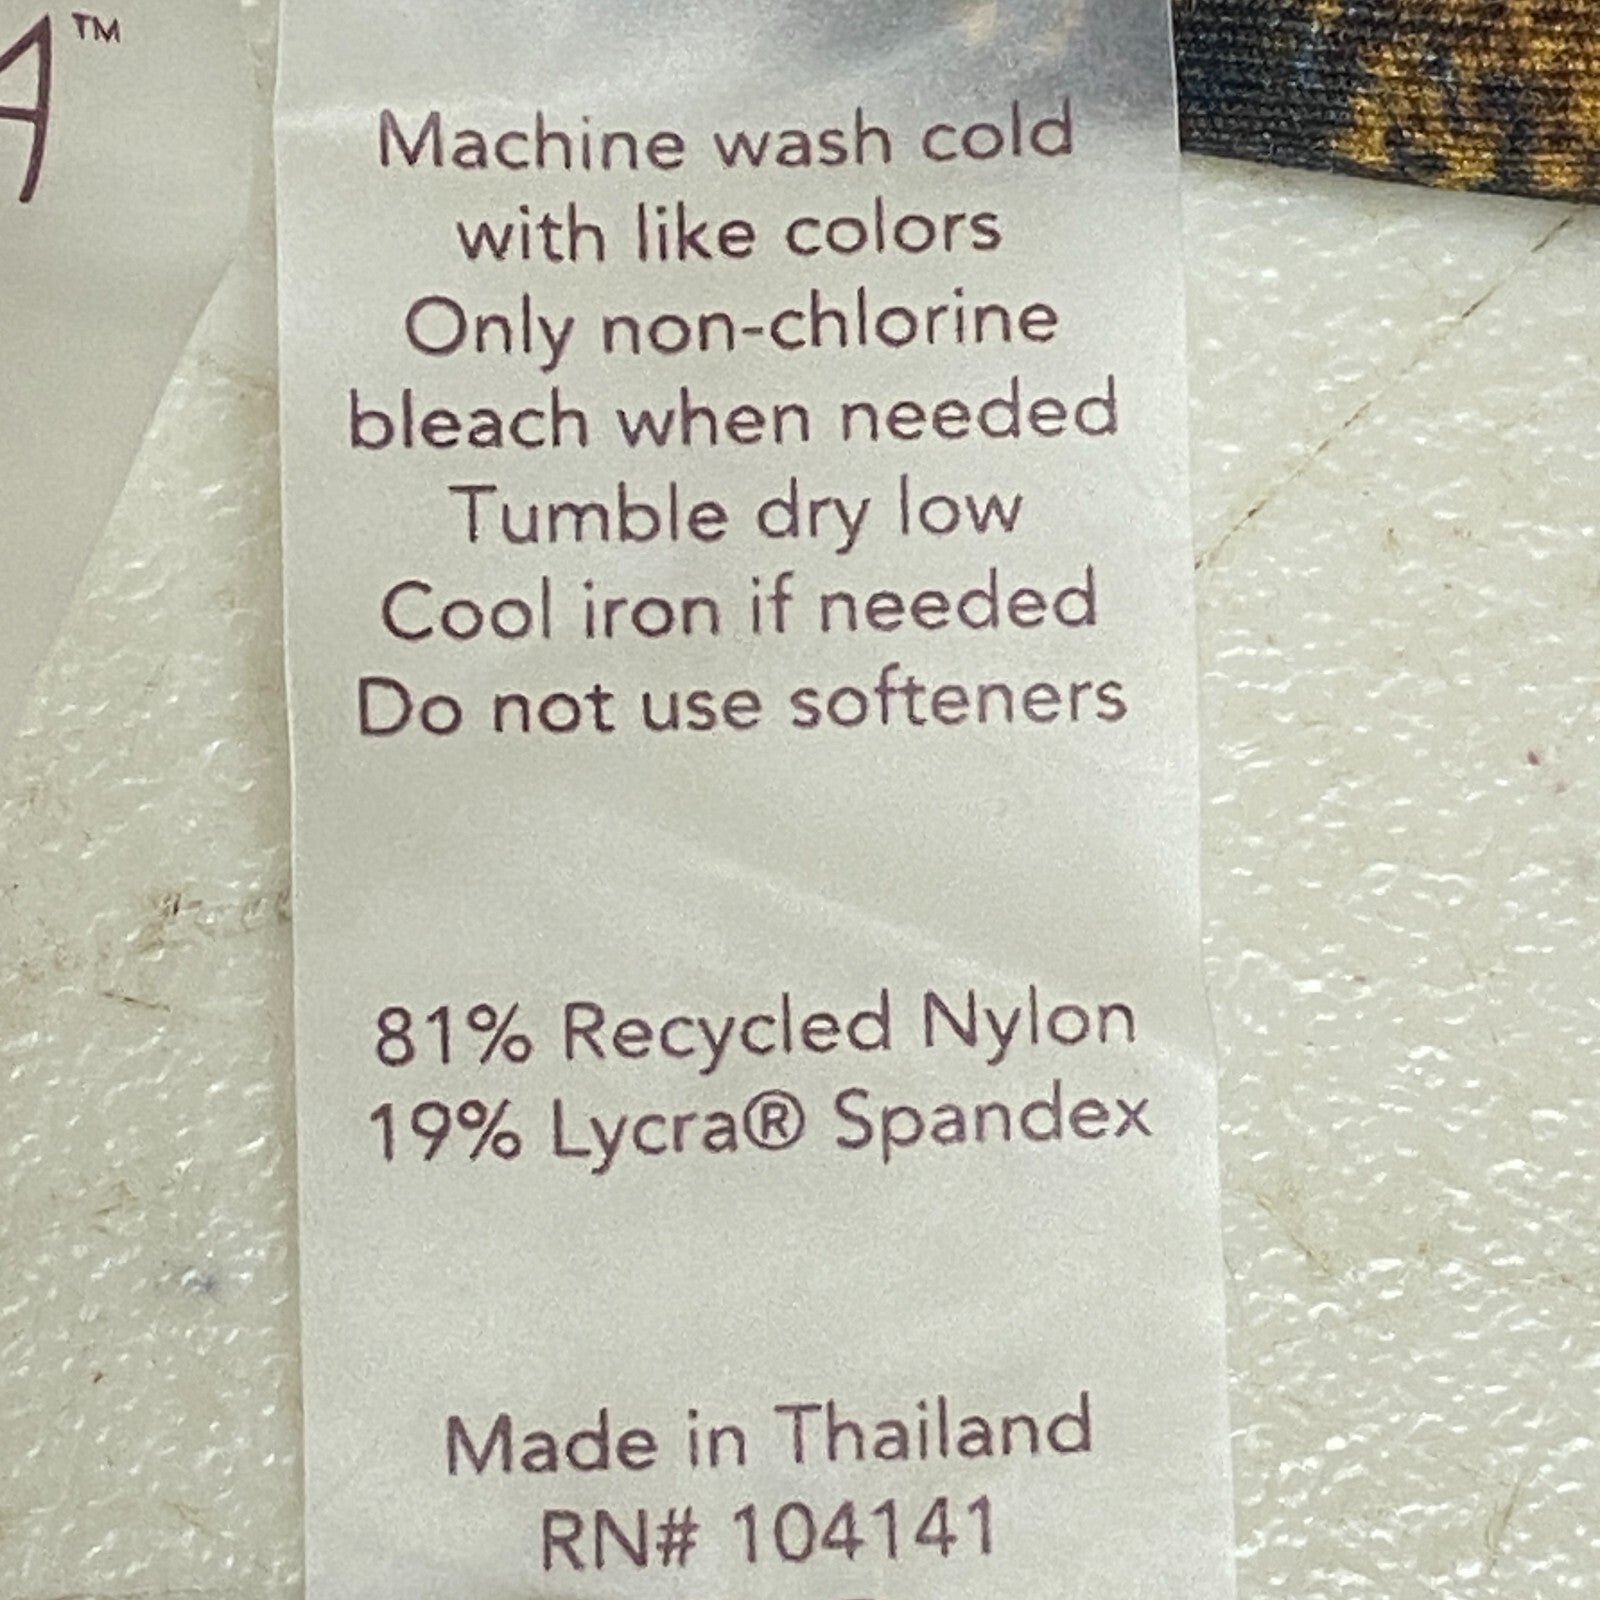 A™
Machine wash cold
with like colors
Only non-chlorine
bleach when needed
Tumble dry low
Cool iron if needed
Do not use softeners
81% Recycled Nylon
19% Lycra® Spandex
Made in Thailand
RN# 104141